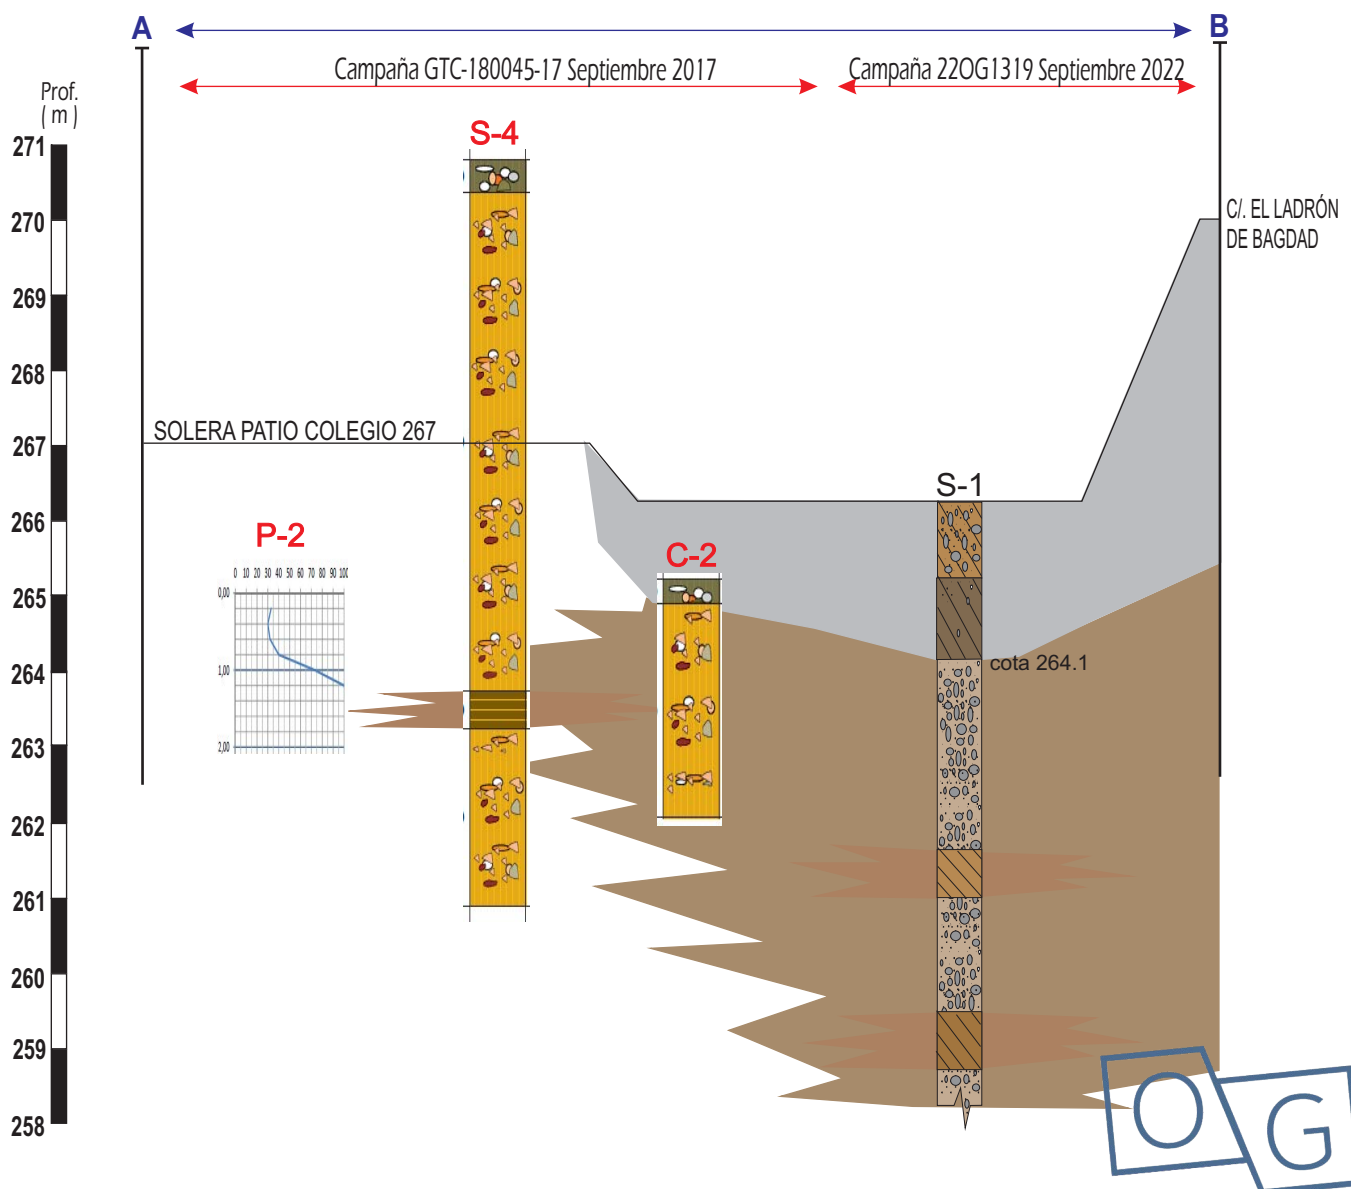 A
B
Campaña GTC-180045-17 Septiembre 2017
Campaña 22OG1319 Septiembre 2022
Prof.
( m )
S-4
271
270
269
268
267
266
265
264
263
262
261
260
259
258
C/. EL LADRÓN
DE BAGDAD
SOLERA PATIO COLEGIO 267
S-1
P-2
C-2
0 10 20 30 40 50 60 70 80 90 100
0,00
1,00
2,00
cota 264.1
O G